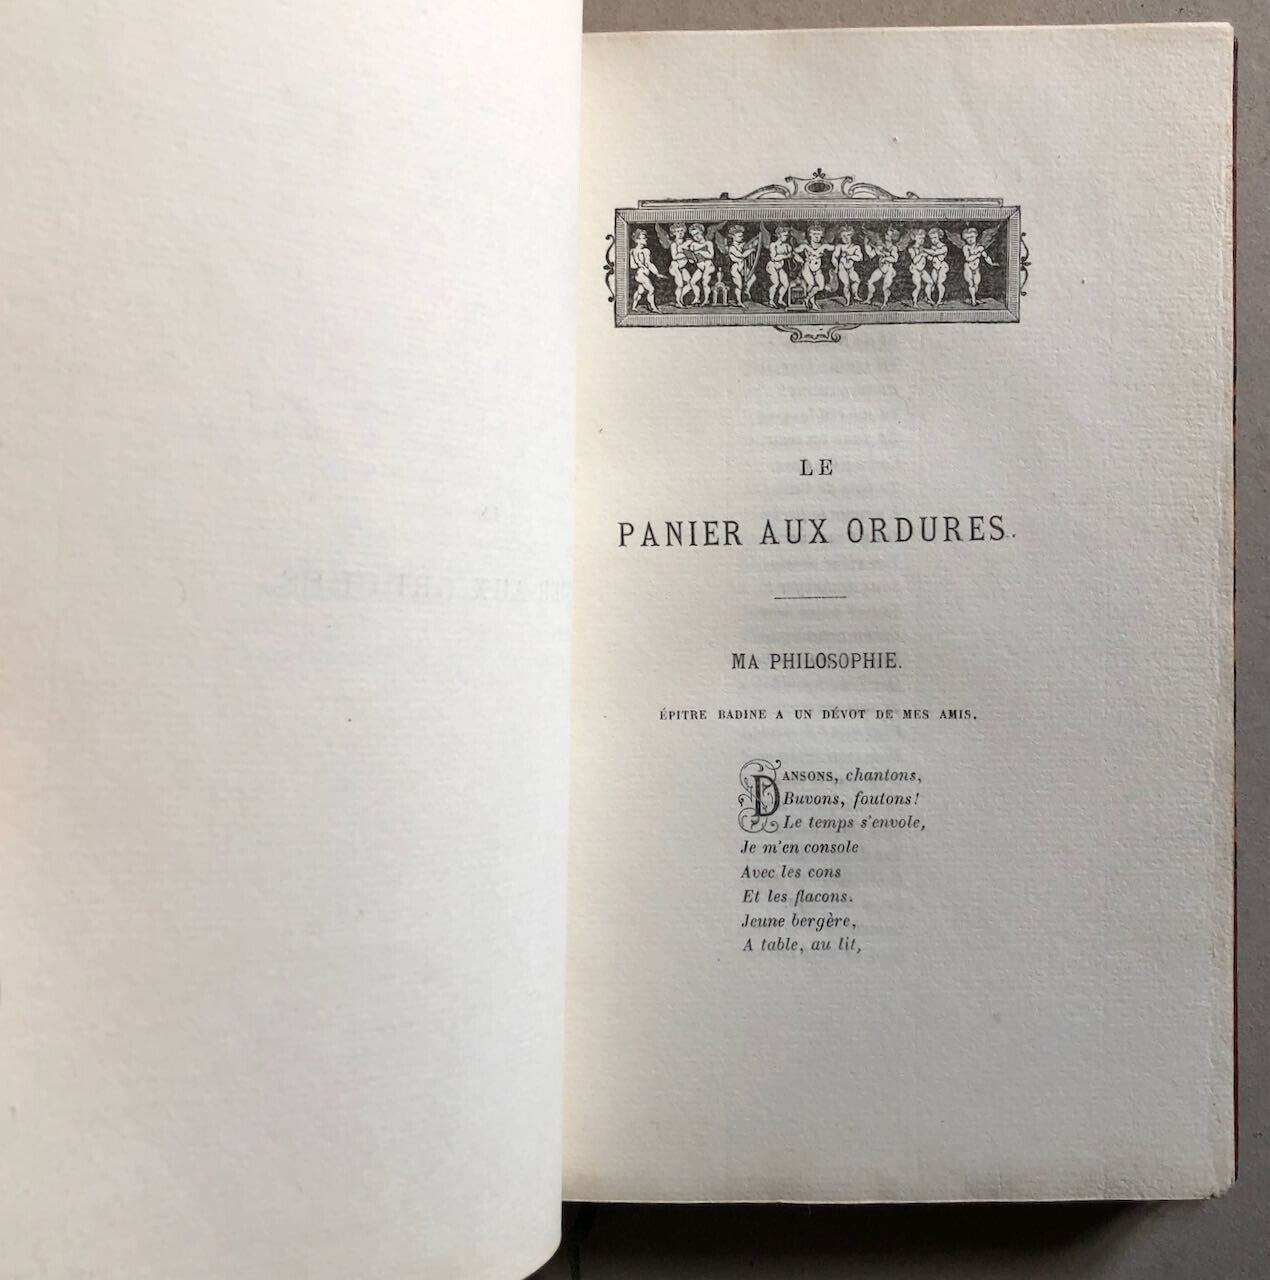 LE
PANIER AUX ORDURES.
MA PHILOSOPHIE.
ÉPITRE BADINE A UN DÉVOT DE MES AMIS.
DANSONS, chantons,
Buvons, foutons!
Le temps s'envole,
Je m'en console
Avec les cons
Et les flacons.
Jeune bergère,
A table, au lit,